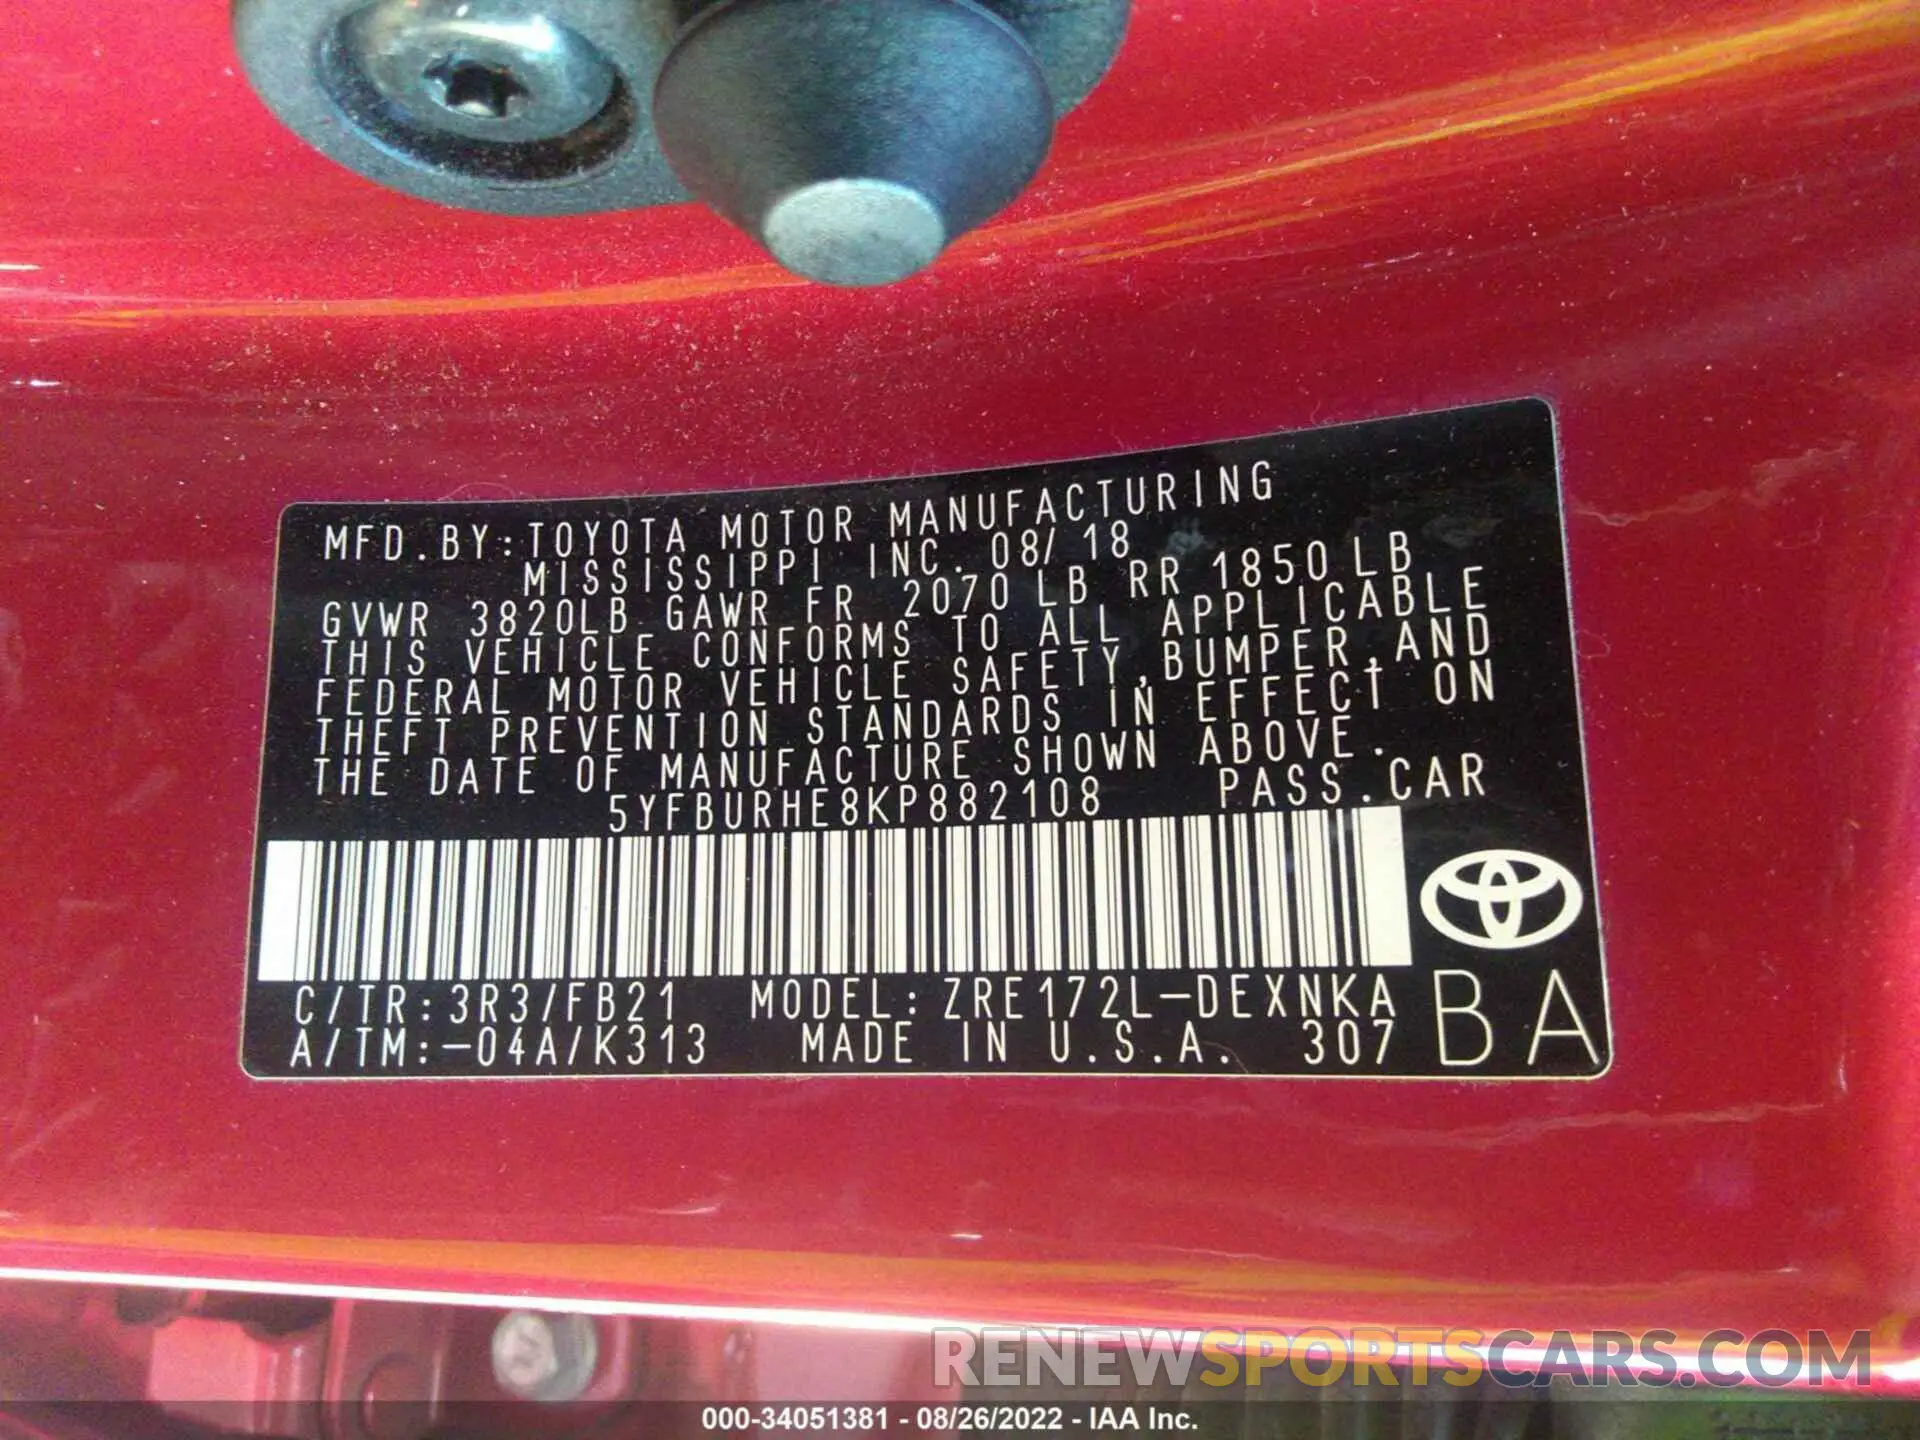 MFD.BY:TOYOTA MOTOR MANUFACTURING
MISSISSIPPI INC. 08/18
GVWR 3820LB GAWR FR 2070 LB RR 1850 LB
THIS VEHICLE CONFORMS TO ALL APPLICABLE
FEDERAL MOTOR VEHICLE SAFETY,BUMPER,AND
THEFT PREVENTION STANDARDS IN EFFECT ON
THE DATE OF MANUFACTURE SHOWN ABOVE.
5YFBURHE8KP882108 PASS.CAR
C/TR:3R3/FB21 MODEL:ZRE172L-DEXNKA
A/TM:-04A/K313 MADE IN U.S.A. 307
BA
RENEWSPORTSCARS.COM
000-34051381 - 08/26/2022 - IAA Inc.